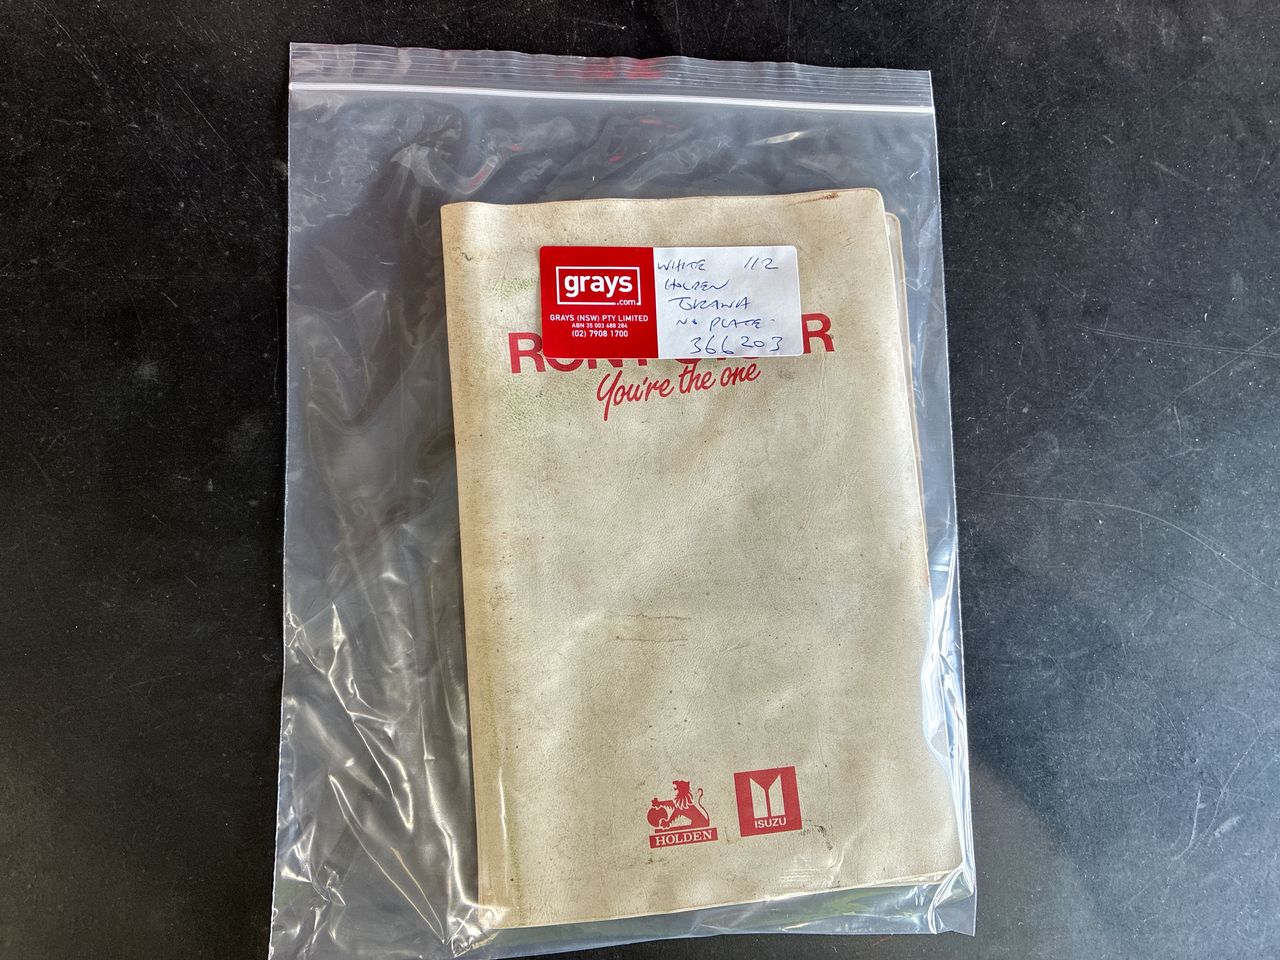 grays
.com
GRAYS (NSW) PTY LIMITED
ABN 35 003 688 284
(02) 7908 1700
WHITE 112
HOLDEN
TORANA
NO PLATE
366203
You're the one
HOLDEN
ISUZU